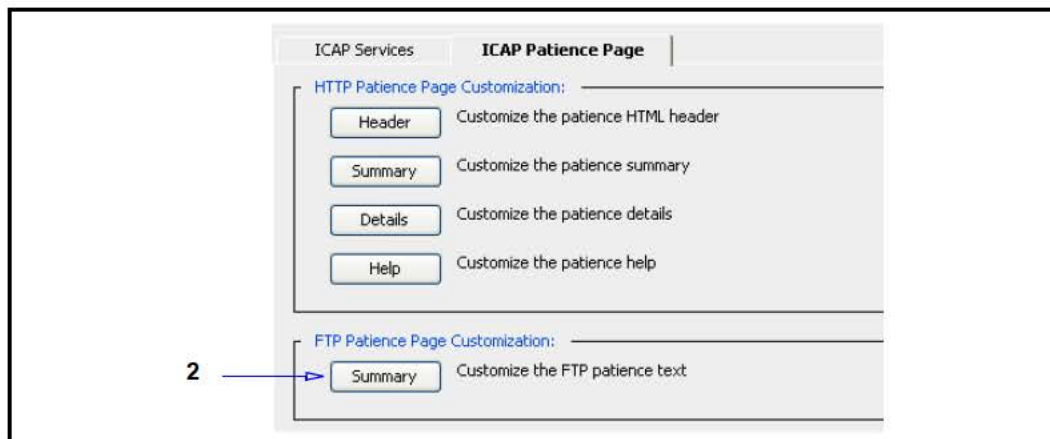 ICAP Services ICAP Patience Page
HTTP Patience Page Customization:
Header Customize the patience HTML header
Summary Customize the patience summary
Details Customize the patience details
Help Customize the patience help
FTP Patience Page Customization:
2 Summary Customize the FTP patience text